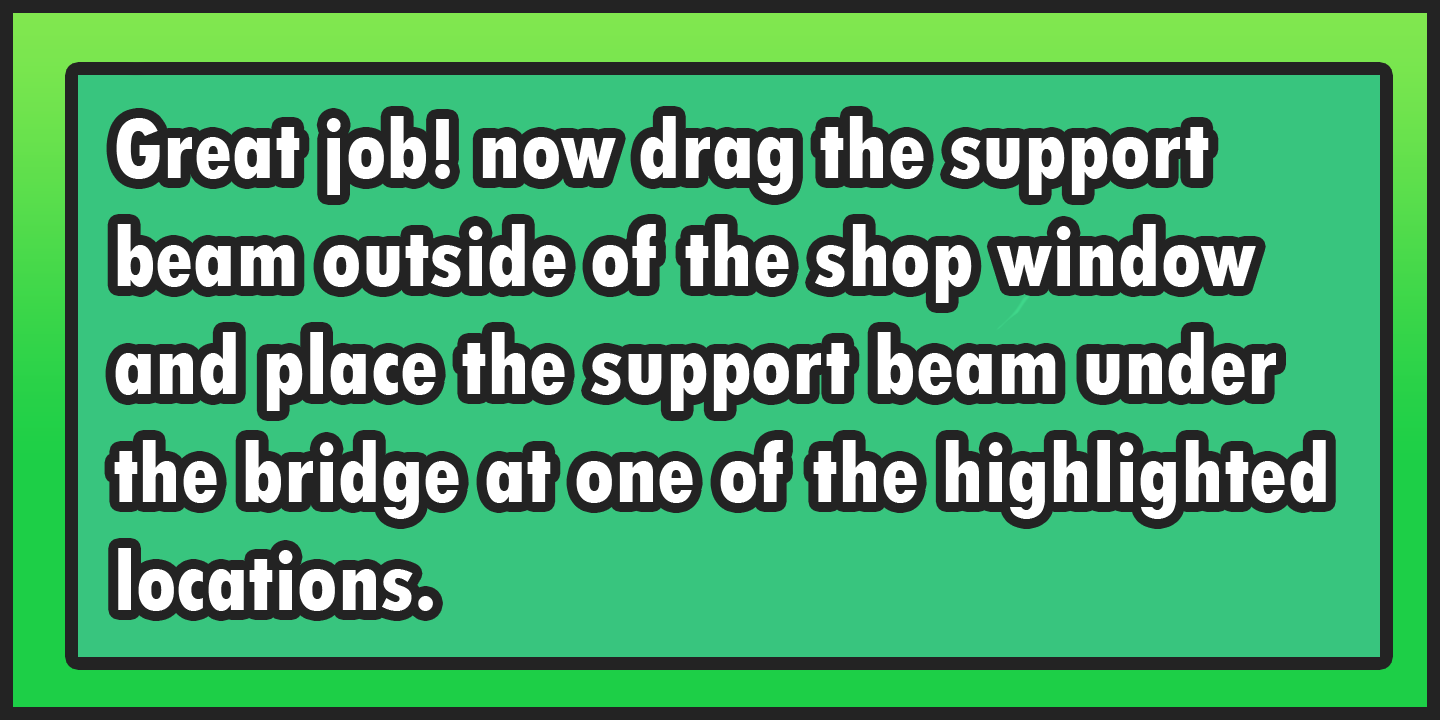 Great job! now drag the support
beam outside of the shop window
and place the support beam under
the bridge at one of the highlighted
locations.